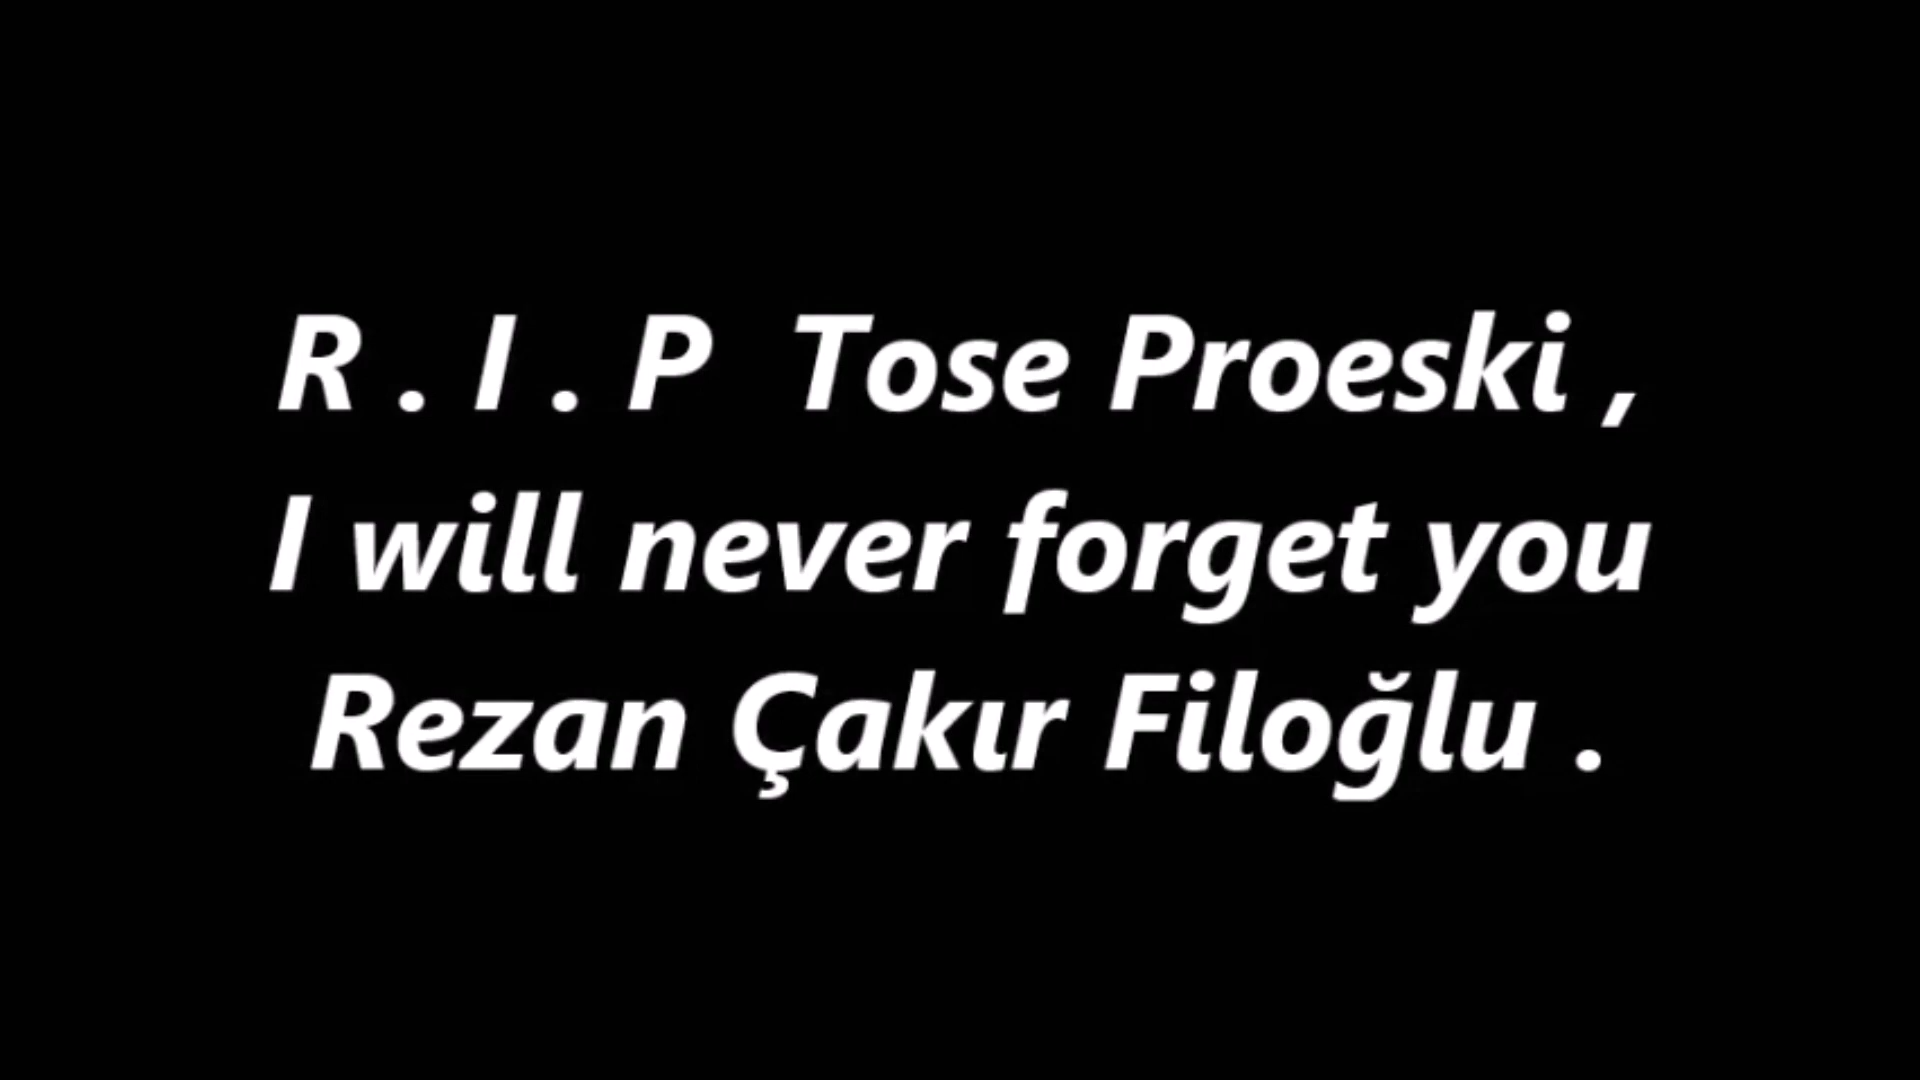 R . I . P  Tose Proeski ,
I will never forget you
Rezan Çakır Filoğlu .